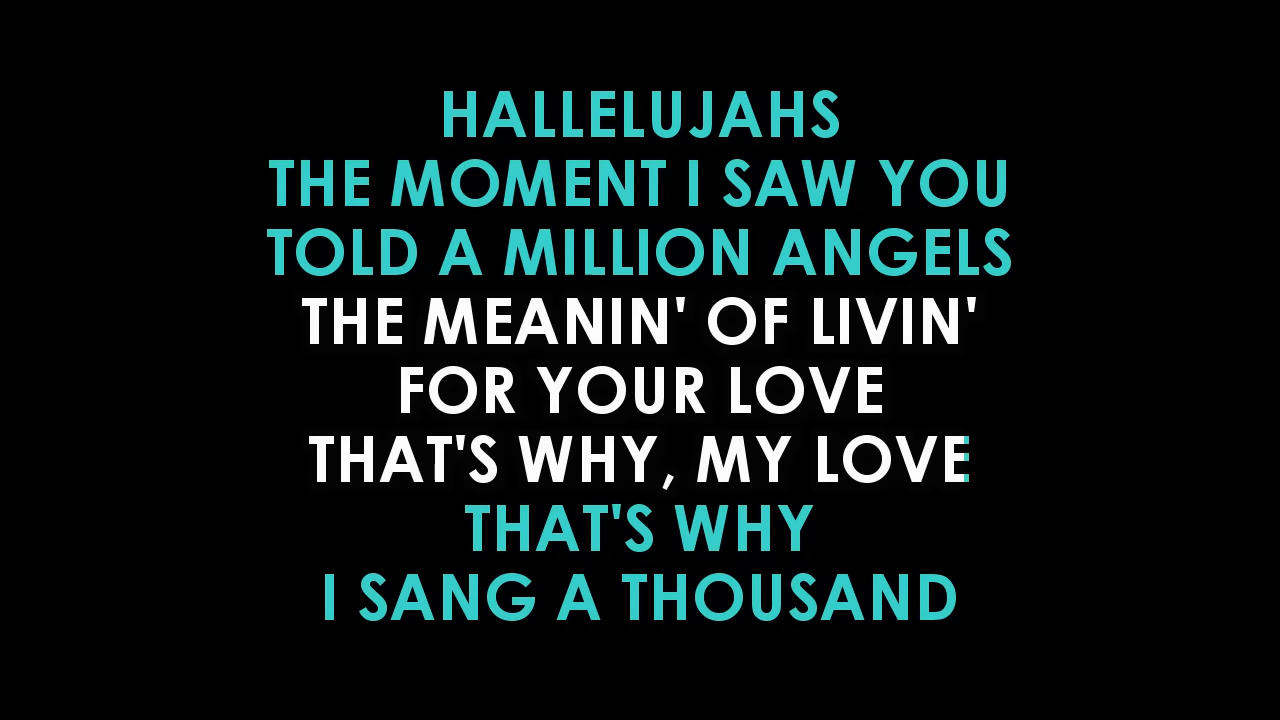 HALLELUJAHS
THE MOMENT I SAW YOU
TOLD A MILLION ANGELS
THE MEANIN' OF LIVIN'
FOR YOUR LOVE
THAT'S WHY, MY LOVE
THAT'S WHY
I SANG A THOUSAND